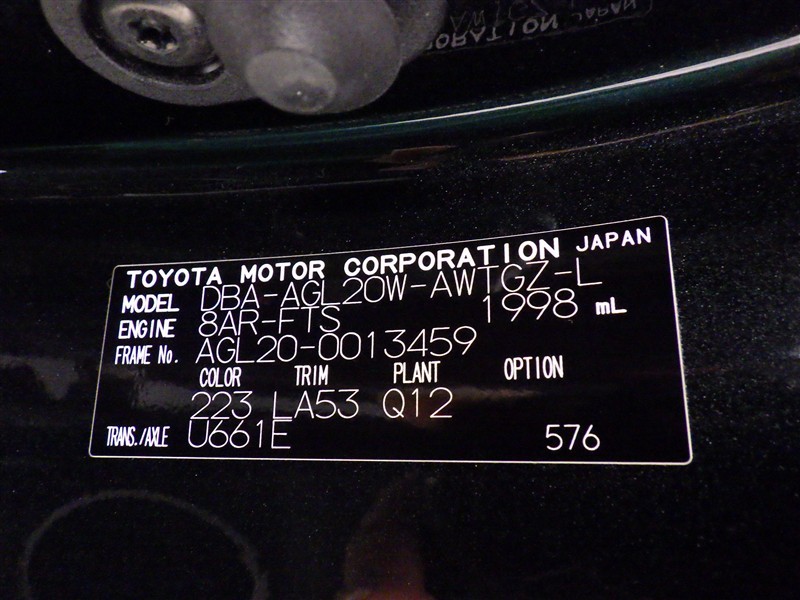 TOYOTA MOTOR CORPORATION JAPAN
MODEL DBA-AGL20W-AWTGZ-L
ENGINE 8AR-FTS 1998 mL
FRAME No. AGL20-0013459
COLOR TRIM PLANT OPTION
223 LA53 Q12
TRANS./AXLE U661E 576